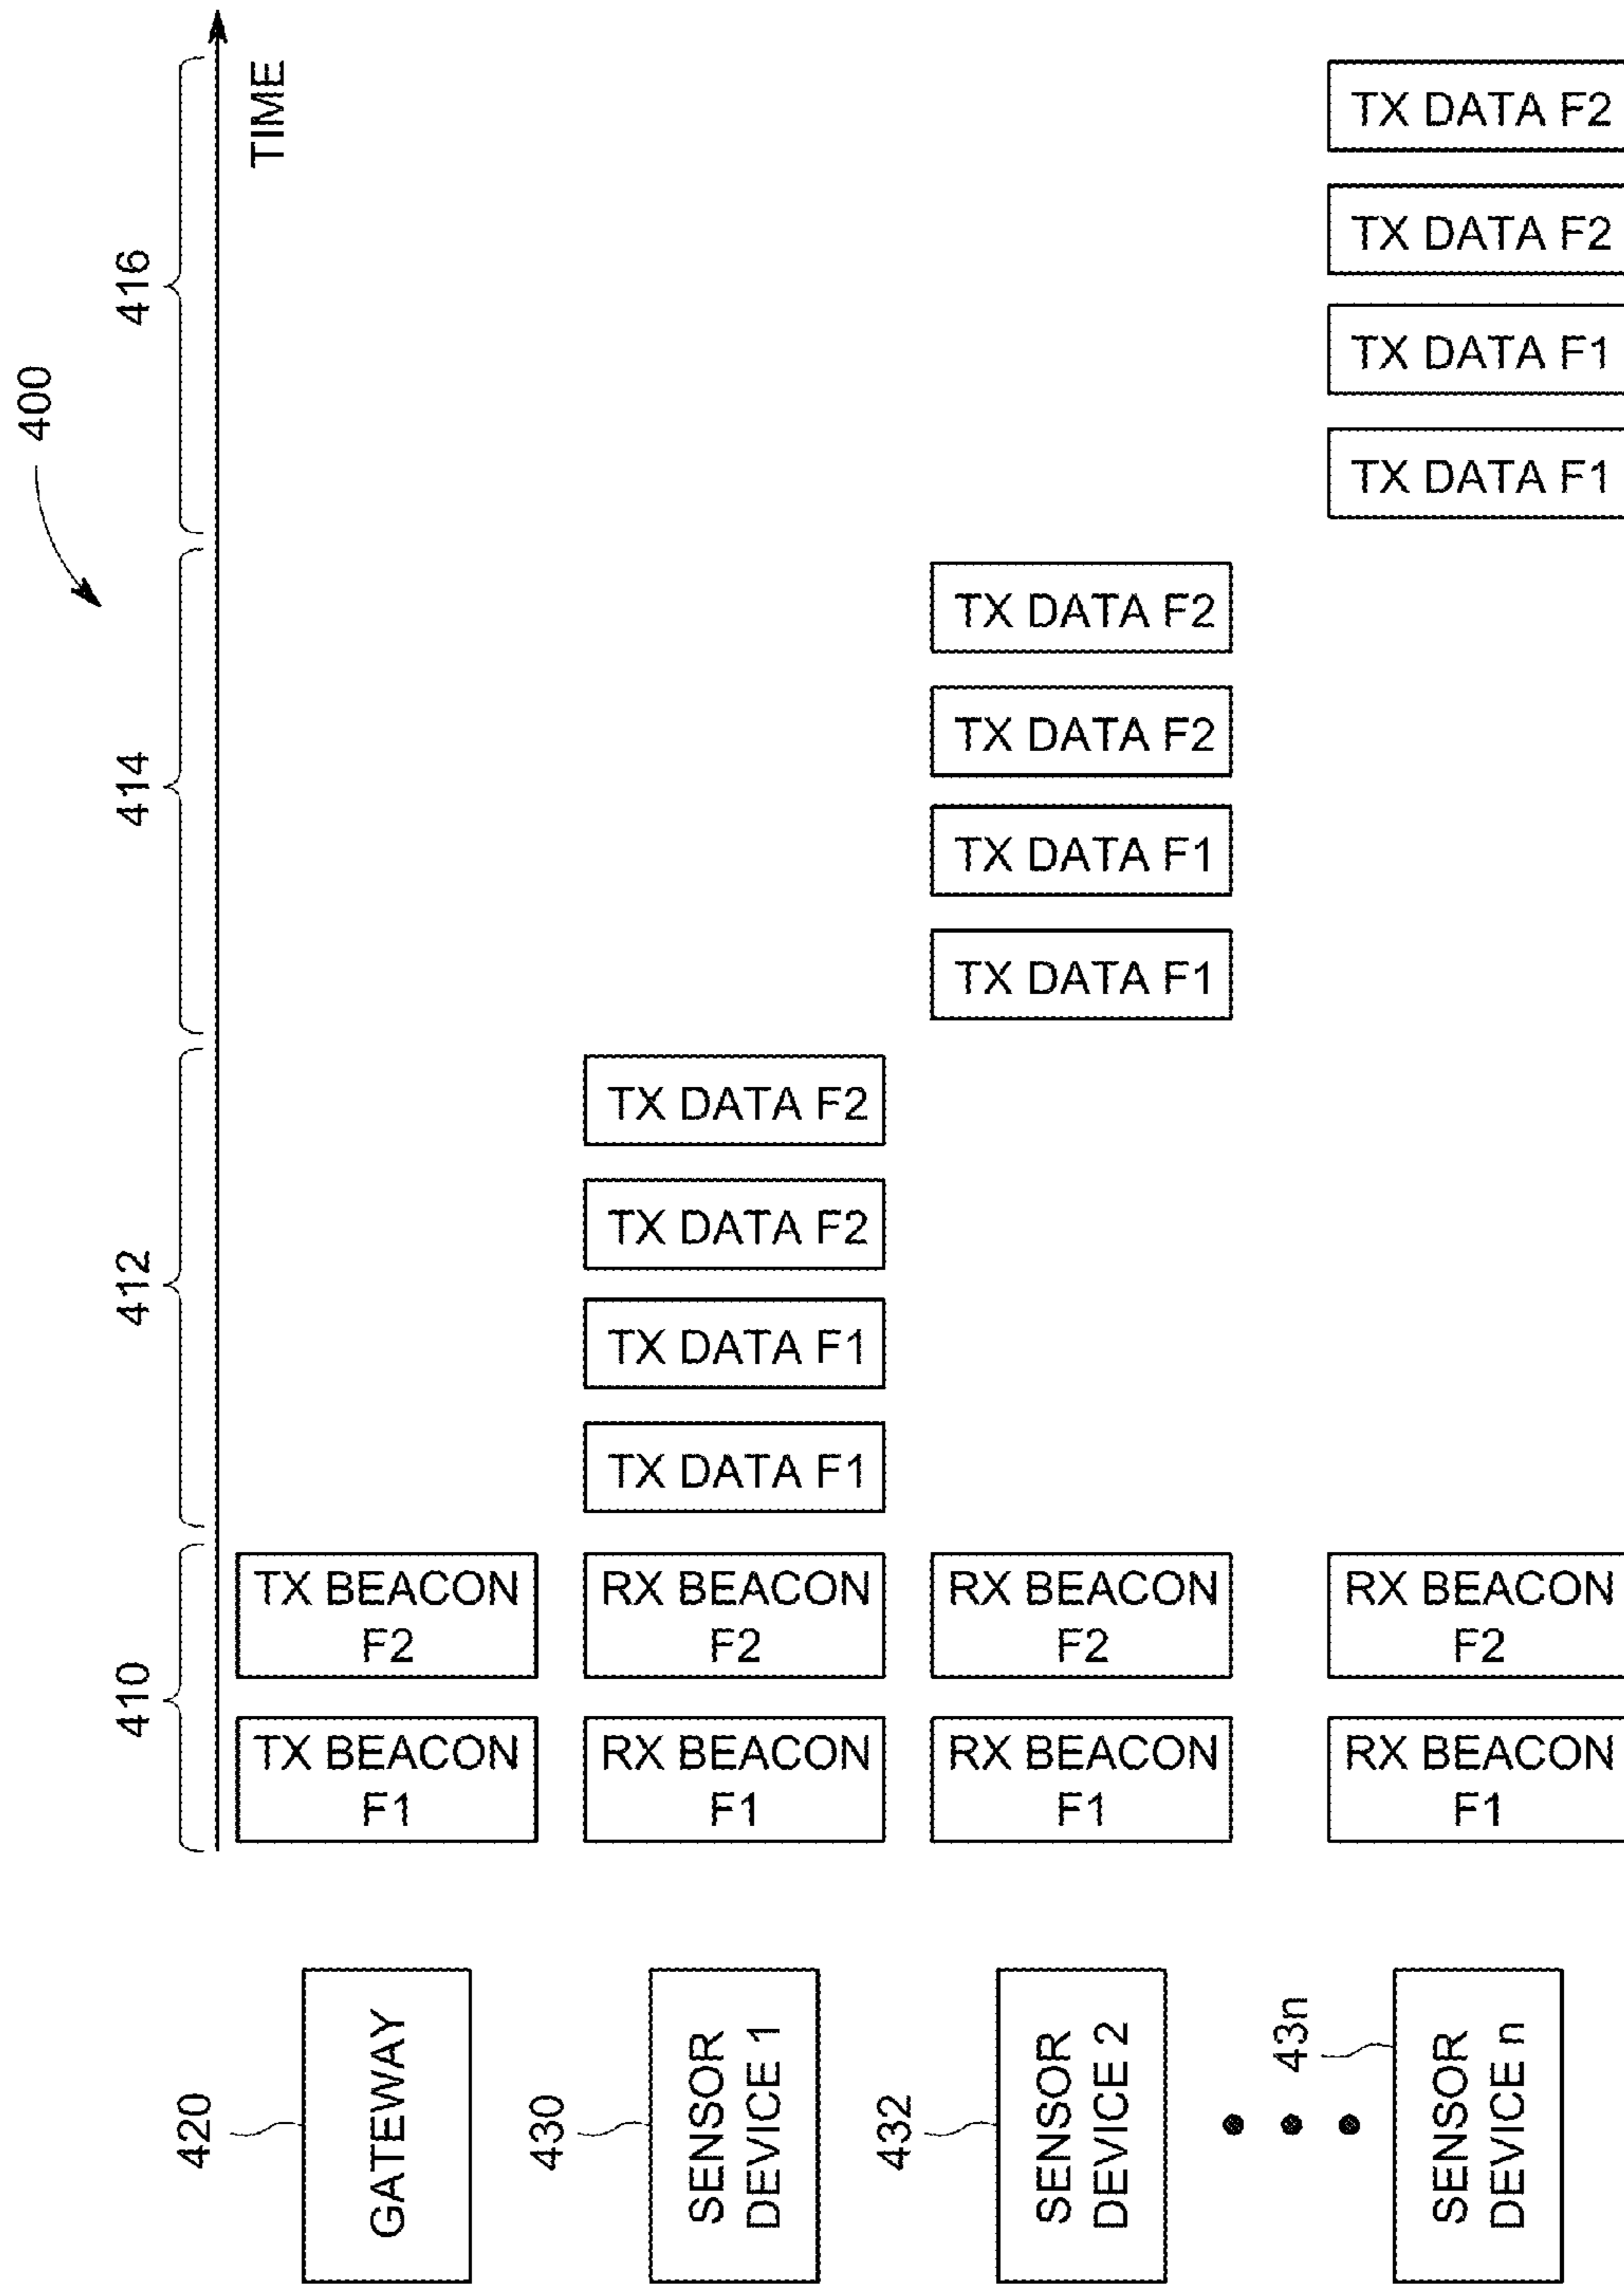 400
410
412
414
416
TIME
420
GATEWAY
TX BEACON
F1
TX BEACON
F2
430
SENSOR
DEVICE 1
RX BEACON
F1
RX BEACON
F2
TX DATA F1
TX DATA F1
TX DATA F2
TX DATA F2
432
SENSOR
DEVICE 2
RX BEACON
F1
RX BEACON
F2
TX DATA F1
TX DATA F1
TX DATA F2
TX DATA F2
43n
SENSOR
DEVICE n
RX BEACON
F1
RX BEACON
F2
TX DATA F1
TX DATA F1
TX DATA F2
TX DATA F2